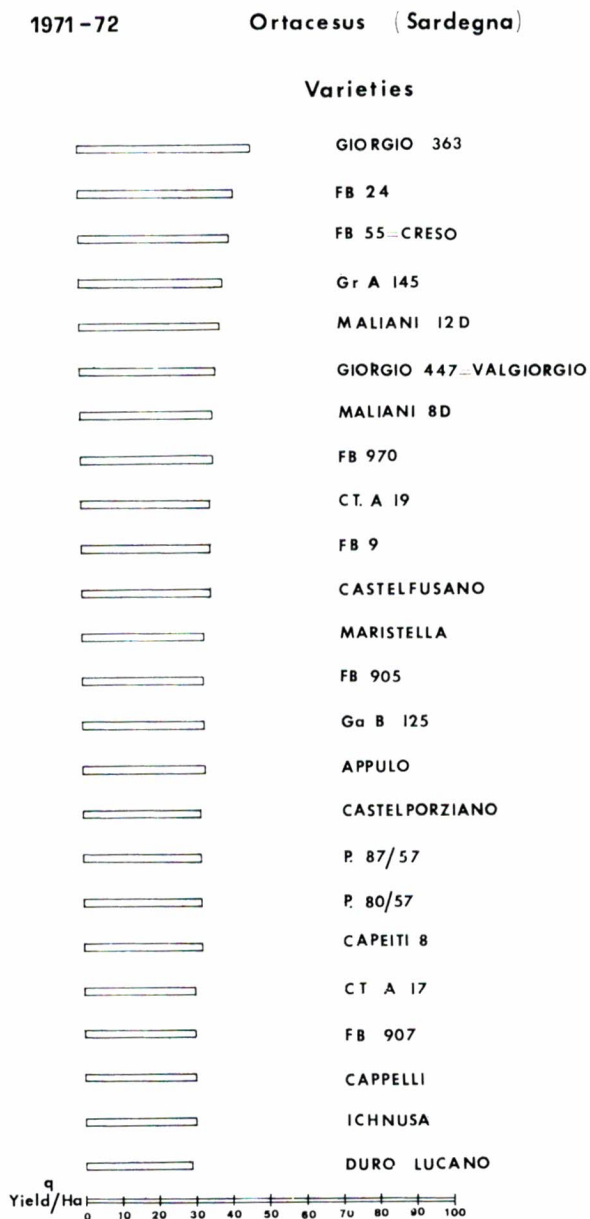 1971-72 Ortacesus (Sardegna)
Varieties
GIORGIO 363
FB 24
FB 55=CRESO
Gr A 145
MALIANI 12D
GIORGIO 447=VALGIORGIO
MALIANI 8D
FB 970
CT. A 19
FB 9
CASTELFUSANO
MARISTELLA
FB 905
Ga B 125
APPULO
CASTELPORZIANO
P. 87/57
P. 80/57
CAPEITI 8
CT A 17
FB 907
CAPPELLI
ICHNUSA
DURO LUCANO
q
Yield/Ha
0 10 20 30 40 50 60 70 80 90 100